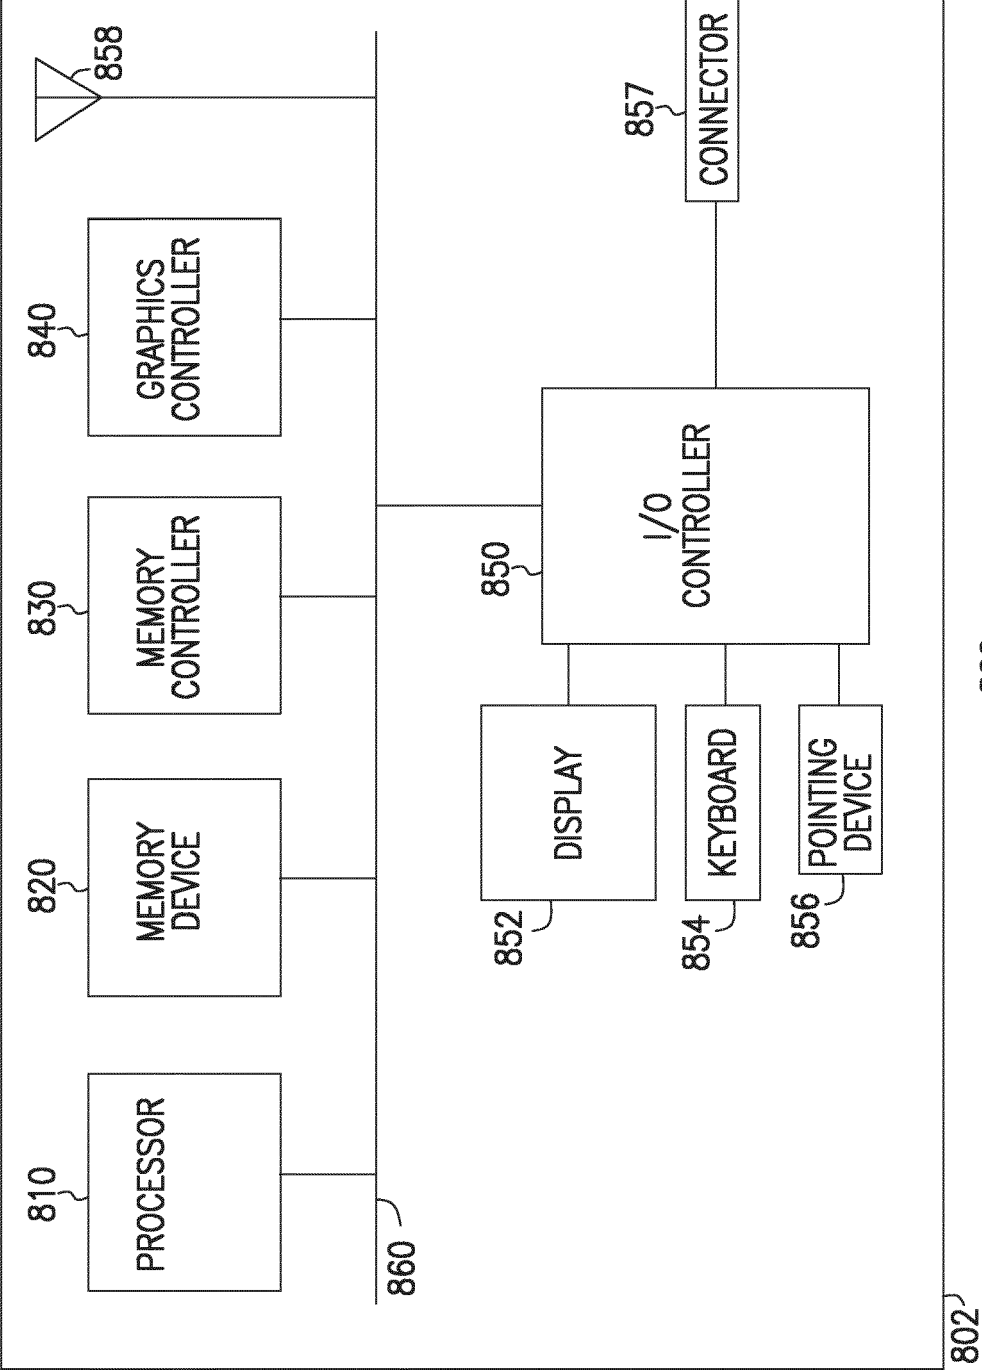 810
PROCESSOR
820
MEMORY
DEVICE
830
MEMORY
CONTROLLER
840
GRAPHICS
CONTROLLER
858
860
852
DISPLAY
854
KEYBOARD
856
POINTING
DEVICE
850
I/O
CONTROLLER
857
CONNECTOR
802